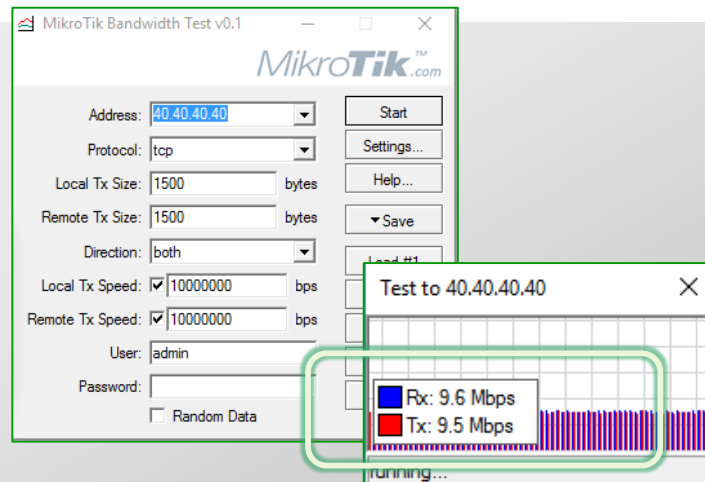 MikroTik Bandwidth Test v0.1
MikroTik™.com
Address: 40.40.40.40
Start
Protocol: tcp
Settings...
Local Tx Size: 1500 bytes
Help...
Remote Tx Size: 1500 bytes
Save
Direction: both
Load #1
Local Tx Speed: 10000000 bps
Remote Tx Speed: 10000000 bps
User: admin
Password:
Random Data
Test to 40.40.40.40
Rx: 9.6 Mbps
Tx: 9.5 Mbps
running...